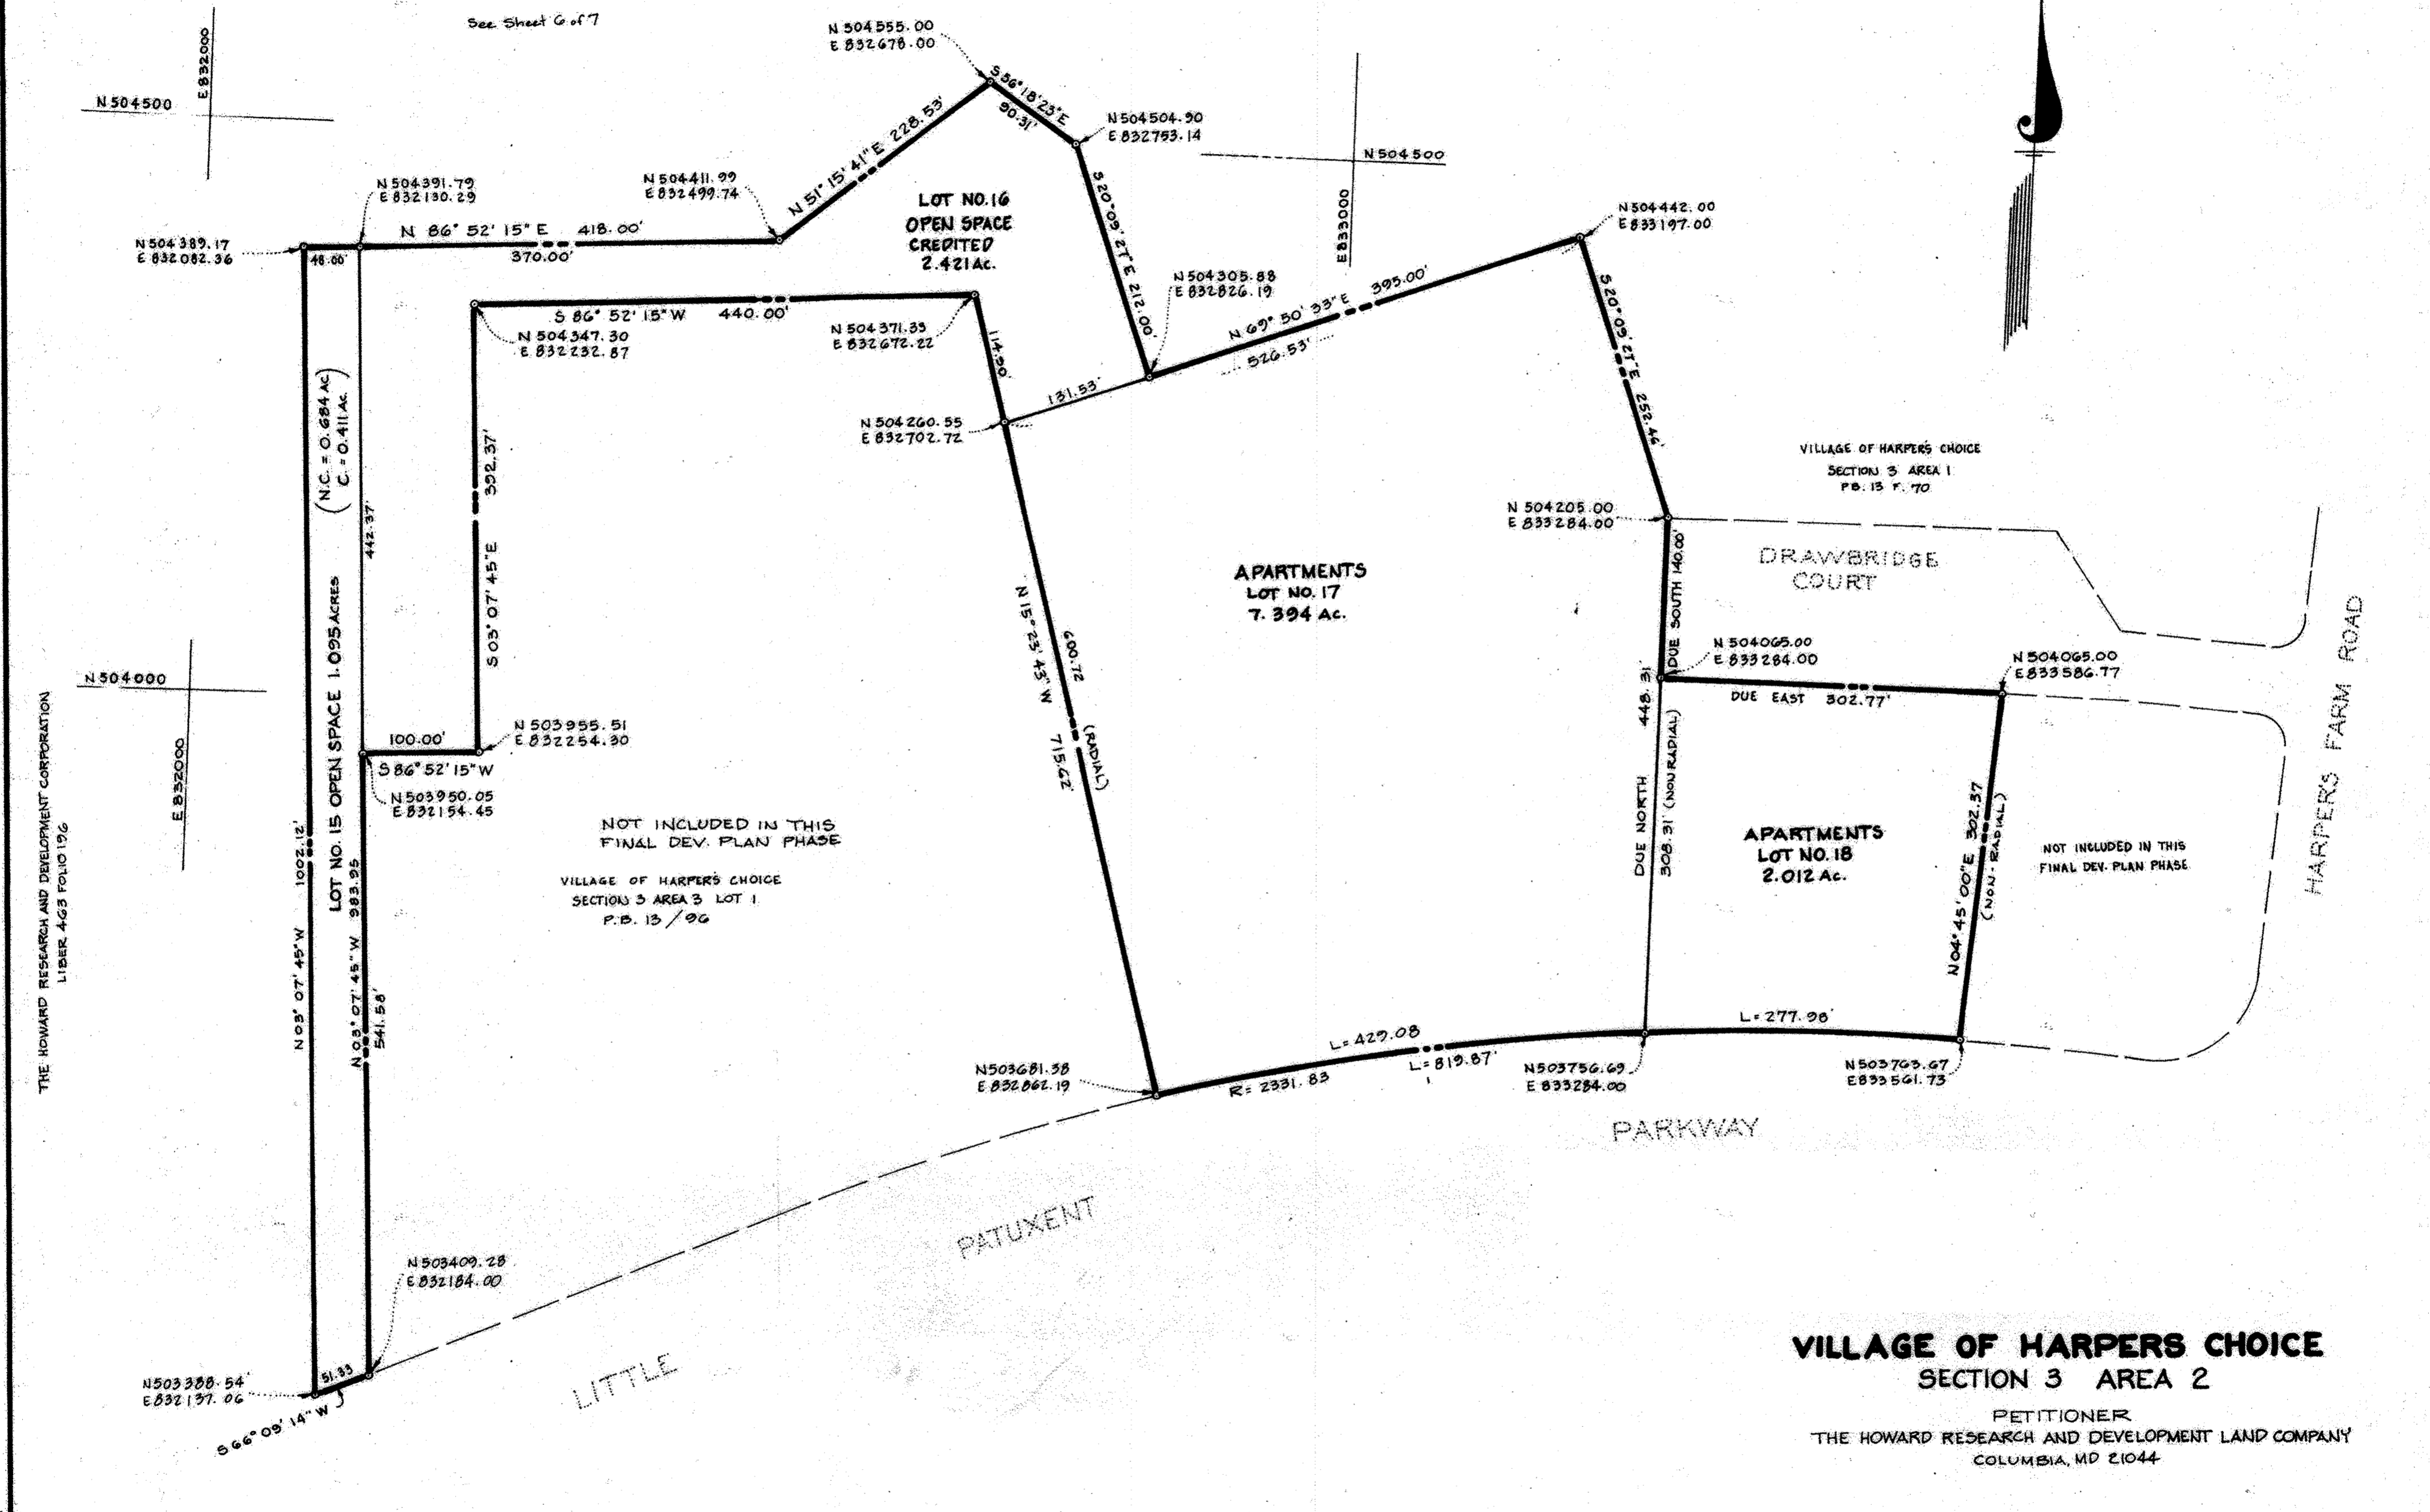 See Sheet 6 of 7
N 504555.00
E 832678.00
E 832000
N 504500
S 56° 18' 23" E
90.31'
N 504504.90
E 832753.14
N 51° 15' 41" E 228.53'
N 504500
E 833000
N 504391.79
E 832130.29
N 504411.99
E 832499.74
LOT NO. 16
OPEN SPACE
CREDITED
2.421 Ac.
S 20° 09' 27" E 212.00'
N 504442.00
E 833197.00
N 504389.17
E 832082.36
N 86° 52' 15" E 418.00'
48.00'
370.00'
N 504305.88
E 832826.19
N 69° 50' 33" E 395.00'
526.53'
S 20° 09' 27" E 252.46'
S 86° 52' 15" W 440.00'
N 504347.30
E 832232.87
N 504371.35
E 832672.22
114.90
131.53'
N 504260.55
E 832702.72
(N.C. = 0.684 AC
C. = 0.411 Ac.)
442.37'
S 03° 07' 45" E 392.37'
VILLAGE OF HARPER'S CHOICE
SECTION 3 AREA 1
P.B. 13 F. 70
N 504205.00
E 833284.00
DRAWBRIDGE
COURT
DUE SOUTH 140.00'
APARTMENTS
LOT NO. 17
7.394 Ac.
N 15° 23' 43" W 715.62'
600.72 (RADIAL)
N 504065.00
E 833284.00
N 504065.00
E 833586.77
DUE EAST 302.77'
N 504000
E 832000
THE HOWARD RESEARCH AND DEVELOPMENT CORPORATION
LIBER 463 FOLIO 196
LOT NO. 15 OPEN SPACE 1.095 ACRES
100.00'
S 86° 52' 15" W
N 503955.51
E 832254.30
N 503950.05
E 832154.45
NOT INCLUDED IN THIS
FINAL DEV. PLAN PHASE
VILLAGE OF HARPER'S CHOICE
SECTION 3 AREA 3 LOT 1
P.B. 13/96
N 03° 07' 45" W 1002.12'
N 03° 07' 45" W 983.95
541.58'
DUE NORTH 448.31'
308.31' (NON RADIAL)
APARTMENTS
LOT NO. 18
2.012 Ac.
N 04° 45' 00" E 302.37
(NON-RADIAL)
NOT INCLUDED IN THIS
FINAL DEV. PLAN PHASE
HARPER'S FARM ROAD
N 503681.38
E 832862.19
L= 429.08
R= 2331.83
L= 819.87'
L= 277.98'
N 503756.69
E 833284.00
N 503763.67
E 833561.73
LITTLE PATUXENT PARKWAY
N 503409.28
E 832184.00
N 503388.54
E 832137.06
51.33
S 66° 09' 14" W
VILLAGE OF HARPERS CHOICE
SECTION 3 AREA 2
PETITIONER
THE HOWARD RESEARCH AND DEVELOPMENT LAND COMPANY
COLUMBIA, MD 21044